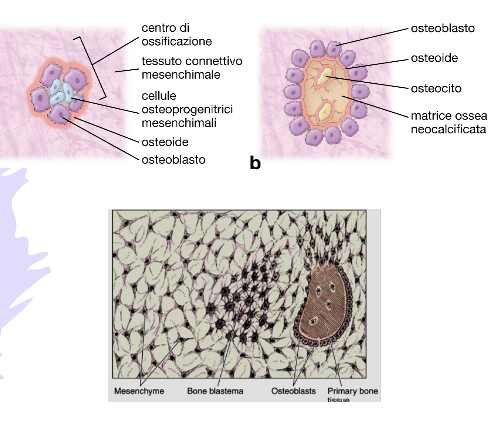 centro di
ossificazione
tessuto connettivo
mesenchimale
cellule
osteoprogenitrici
mesenchimali
osteoide
osteoblasto
b
osteoblasto
osteoide
osteocito
matrice ossea
neocalcificata
Mesenchyme Bone blastema Osteoblasts Primary bone
tissue